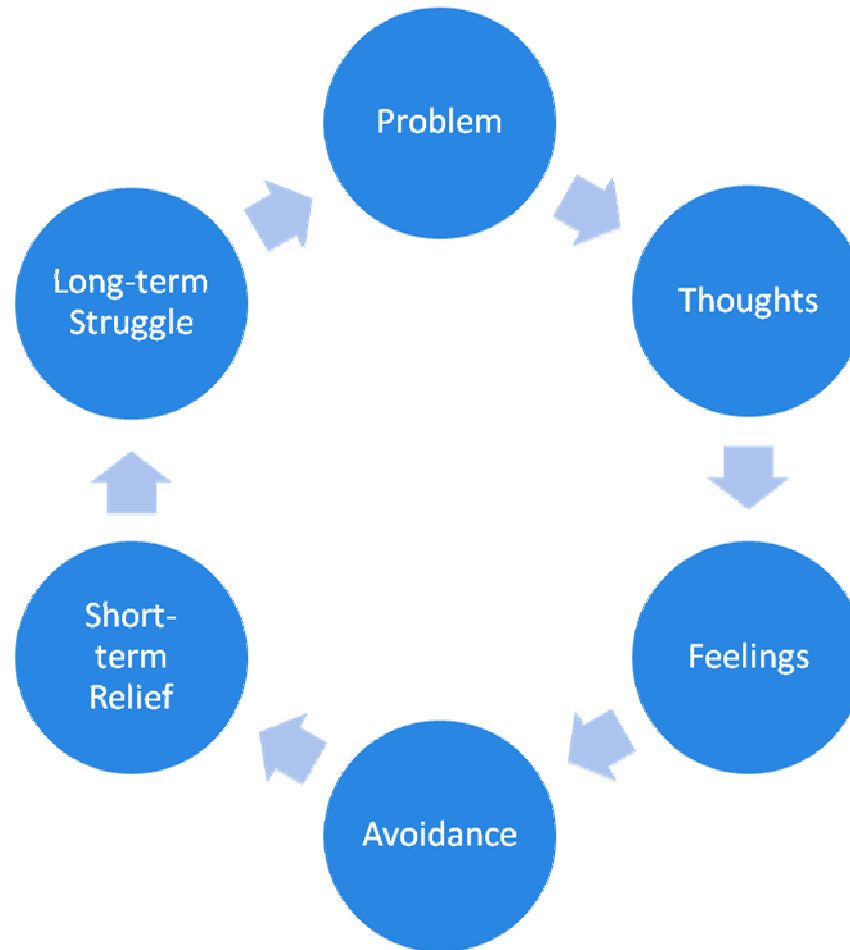 Problem
Thoughts
Feelings
Avoidance
Short-
term
Relief
Long-term
Struggle